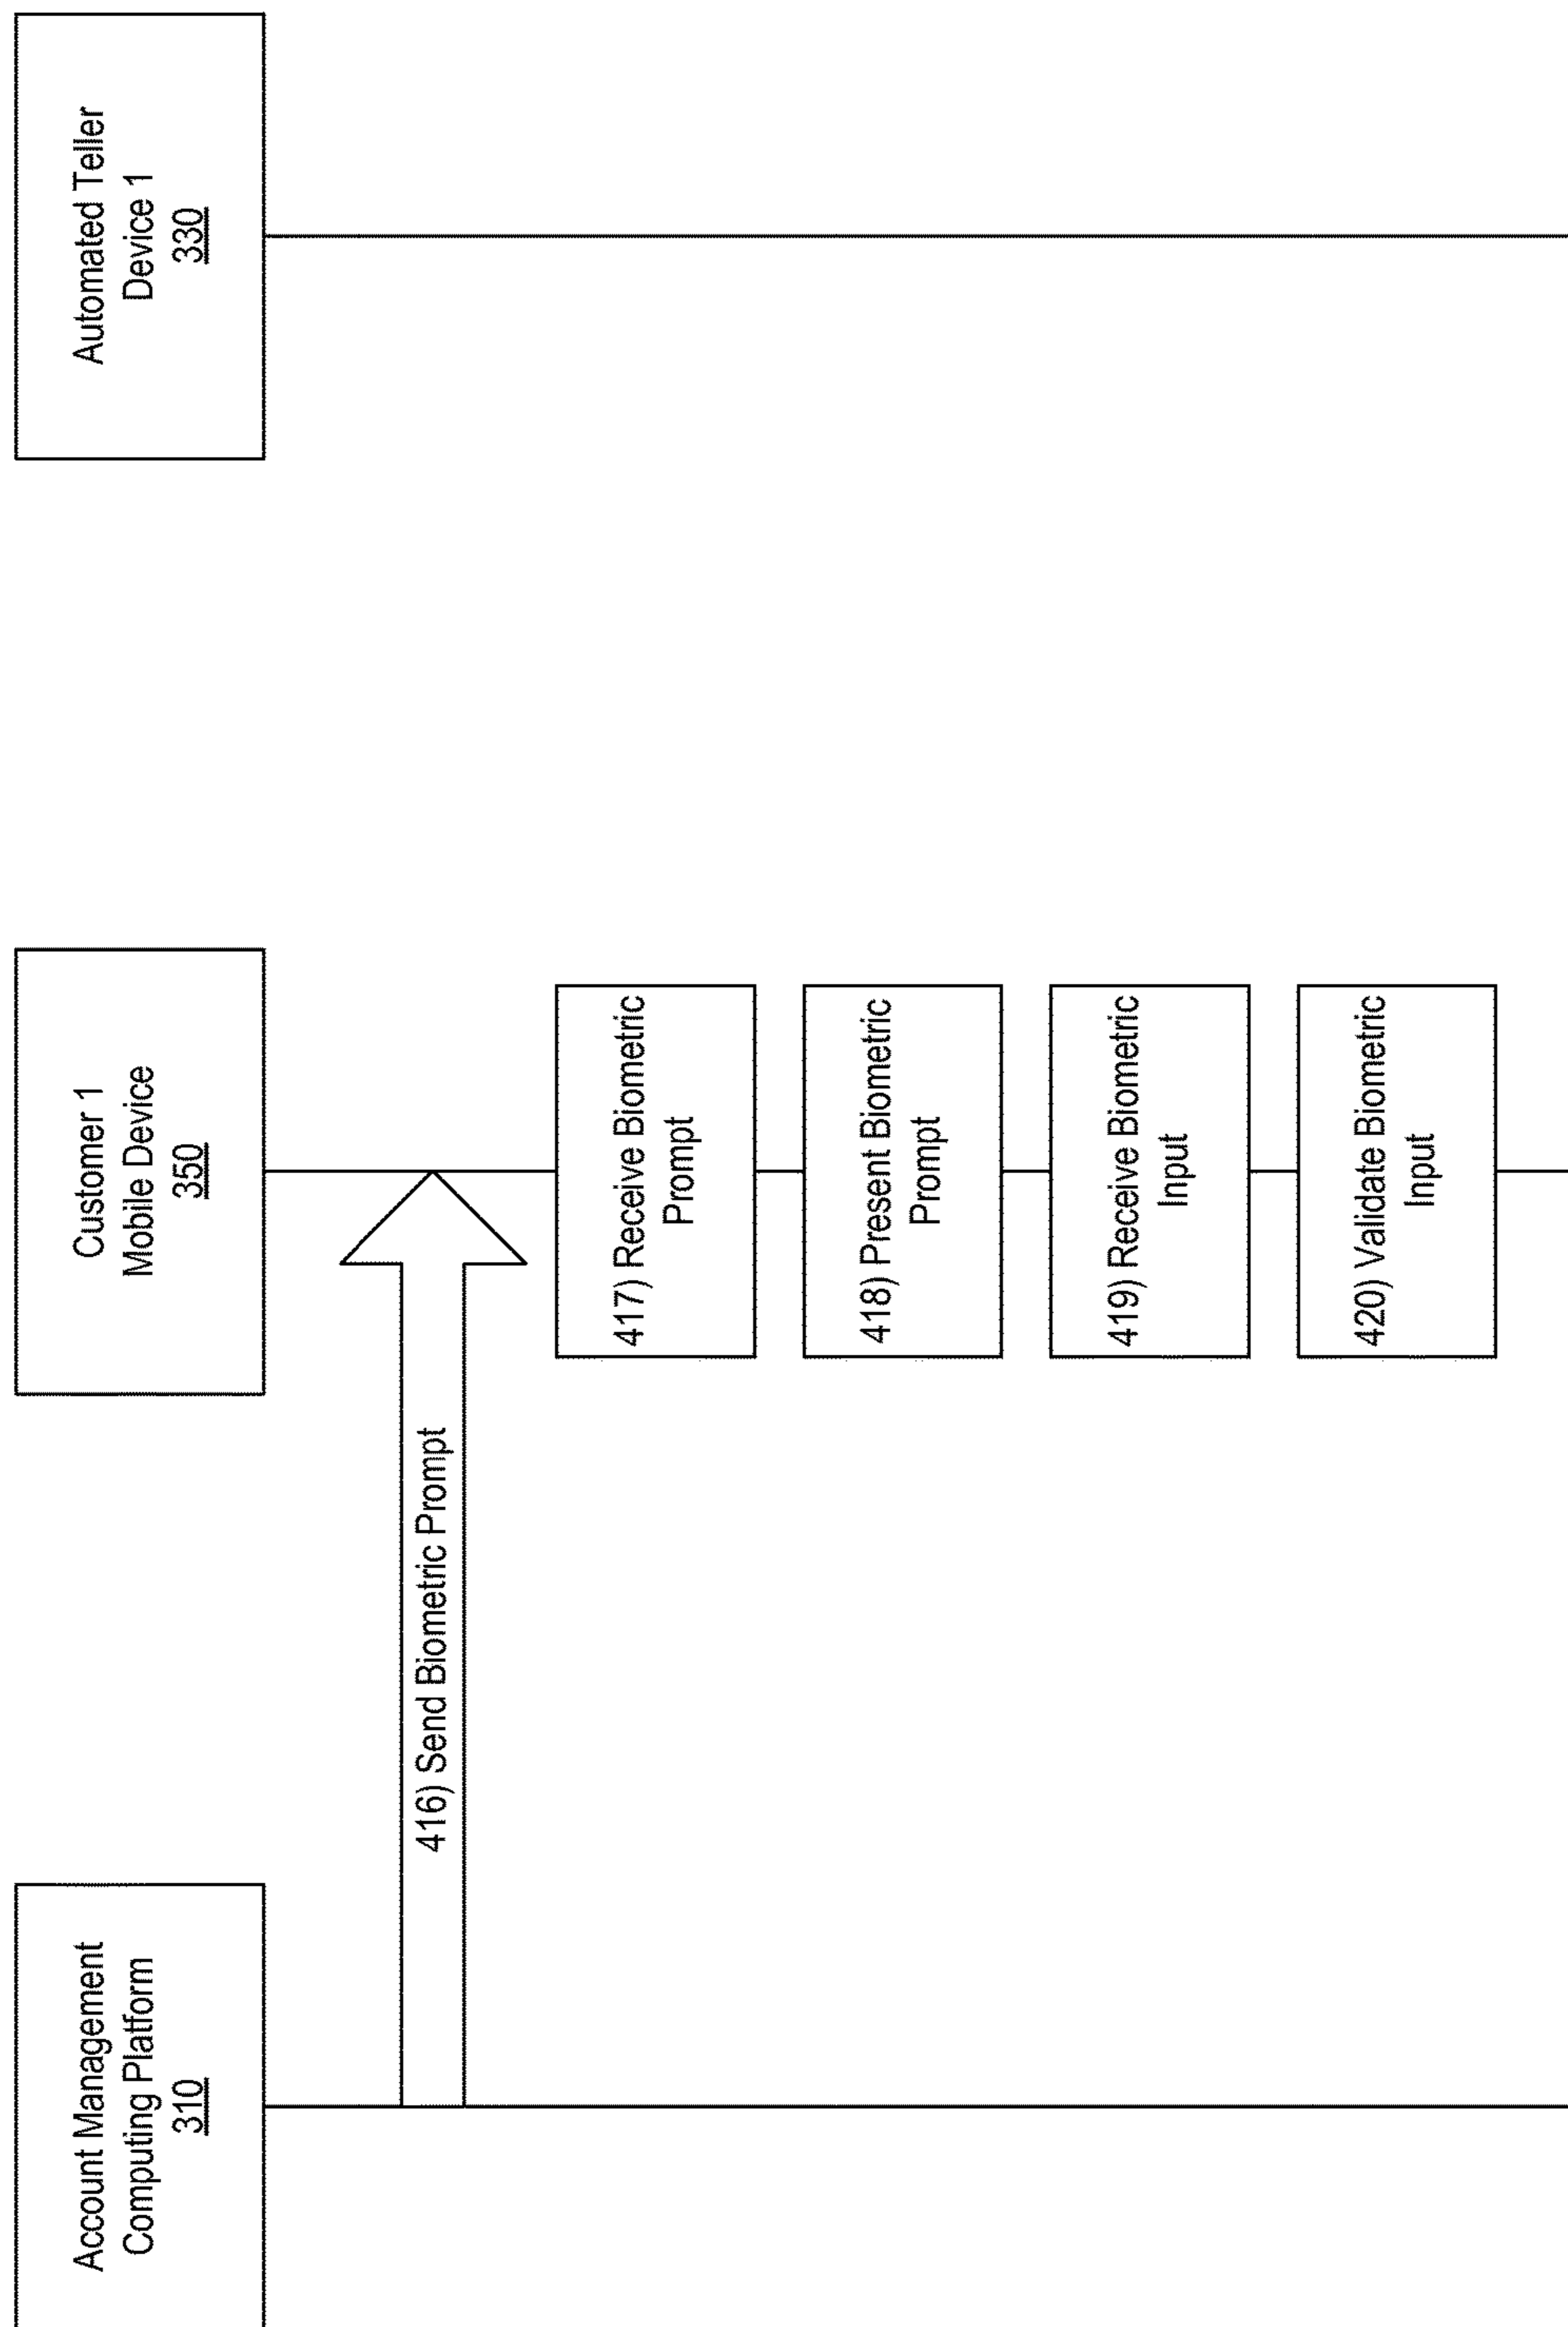 Account Management
Computing Platform
310
Customer 1
Mobile Device
350
Automated Teller
Device 1
330
416) Send Biometric Prompt
417) Receive Biometric
Prompt
418) Present Biometric
Prompt
419) Receive Biometric
Input
420) Validate Biometric
Input